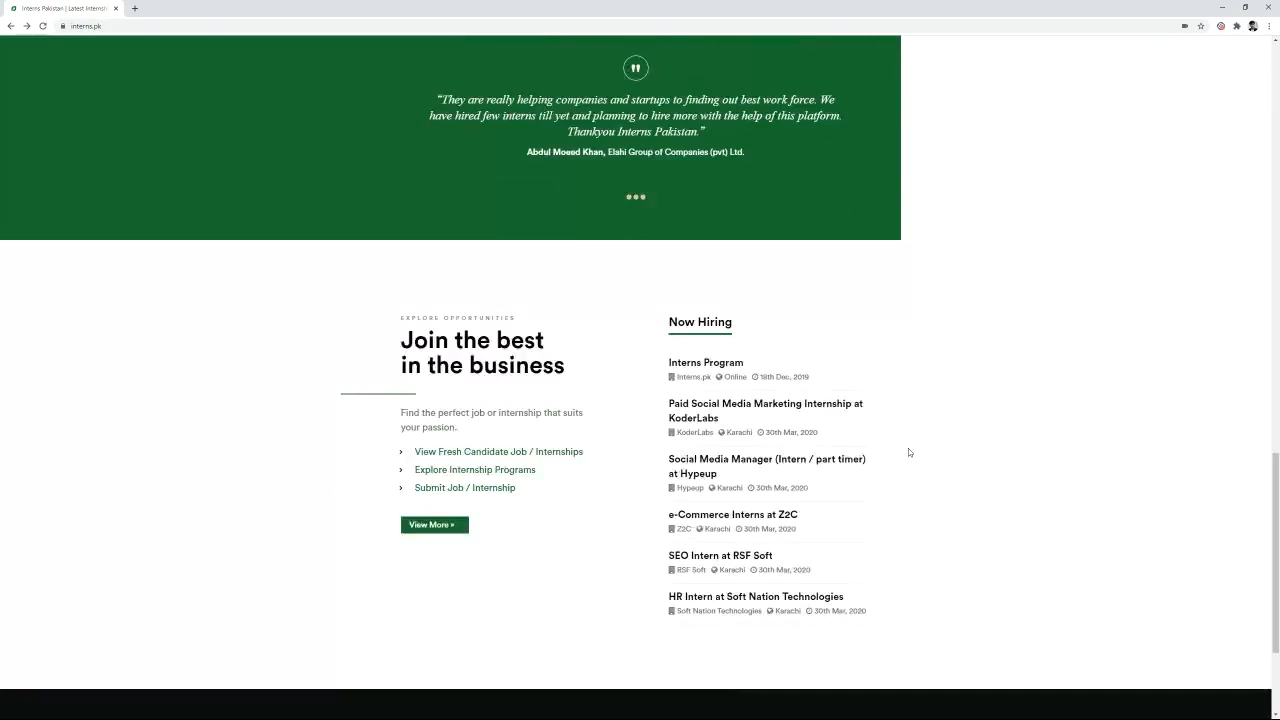 Interns Pakistan | Latest Internsh
interns.pk
“They are really helping companies and startups to finding out best work force. We
have hired few interns till yet and planning to hire more with the help of this platform.
Thankyou Interns Pakistan.”
Abdul Moeed Khan, Elahi Group of Companies (pvt) Ltd.
EXPLORE OPPORTUNITIES
Join the best
in the business
Find the perfect job or internship that suits
your passion.
View Fresh Candidate Job / Internships
Explore Internship Programs
Submit Job / Internship
View More »
Now Hiring
Interns Program
Interns.pk Online 18th Dec, 2019
Paid Social Media Marketing Internship at
KoderLabs
KoderLabs Karachi 30th Mar, 2020
Social Media Manager (Intern / part timer)
at Hypeup
Hypeup Karachi 30th Mar, 2020
e-Commerce Interns at Z2C
Z2C Karachi 30th Mar, 2020
SEO Intern at RSF Soft
RSF Soft Karachi 30th Mar, 2020
HR Intern at Soft Nation Technologies
Soft Nation Technologies Karachi 30th Mar, 2020